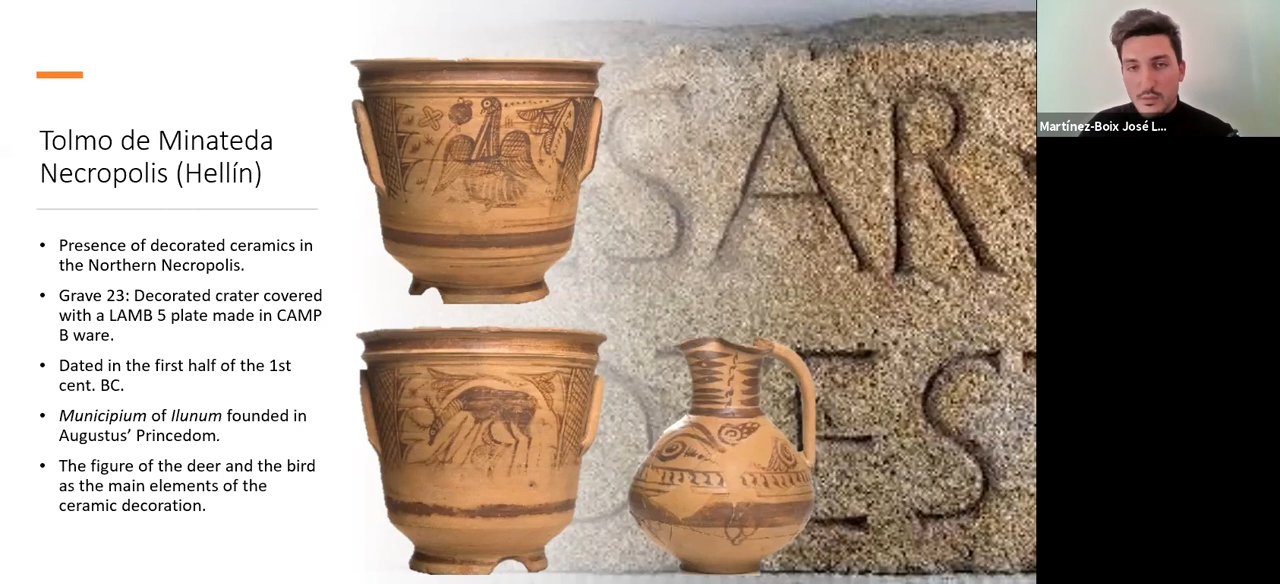 Tolmo de Minateda
Necropolis (Hellín)
• Presence of decorated ceramics in
the Northern Necropolis.
• Grave 23: Decorated crater covered
with a LAMB 5 plate made in CAMP
B ware.
• Dated in the first half of the 1st
cent. BC.
• Municipium of Ilunum founded in
Augustus’ Princedom.
• The figure of the deer and the bird
as the main elements of the
ceramic decoration.
SAR
ES
Martínez-Boix José L...